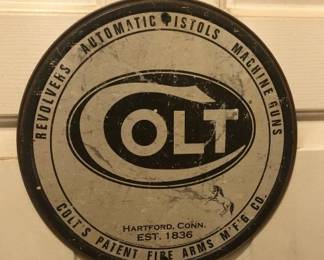 REVOLVERS AUTOMATIC PISTOLS MACHINE GUNS
COLT
HARTFORD, CONN.
EST. 1836
COLT'S PATENT FIRE ARMS M'F'G CO.